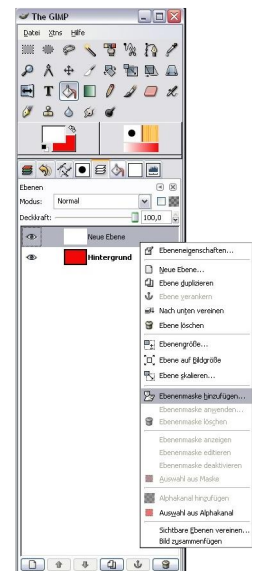 The GIMP
Datei Xtns Hilfe
Ebenen
Modus: Normal
Deckkraft: 100,0
Neue Ebene
Hintergrund
Ebeneneigenschaften...
Neue Ebene...
Ebene duplizieren
Ebene verankern
Nach unten vereinen
Ebene löschen
Ebenengröße...
Ebene auf Bildgröße
Ebene skalieren...
Ebenenmaske hinzufügen...
Ebenenmaske anwenden...
Ebenenmaske löschen
Ebenenmaske anzeigen
Ebenenmaske editieren
Ebenenmaske deaktivieren
Auswahl aus Maske
Alphakanal hinzufügen
Auswahl aus Alphakanal
Sichtbare Ebenen vereinen...
Bild zusammenfügen